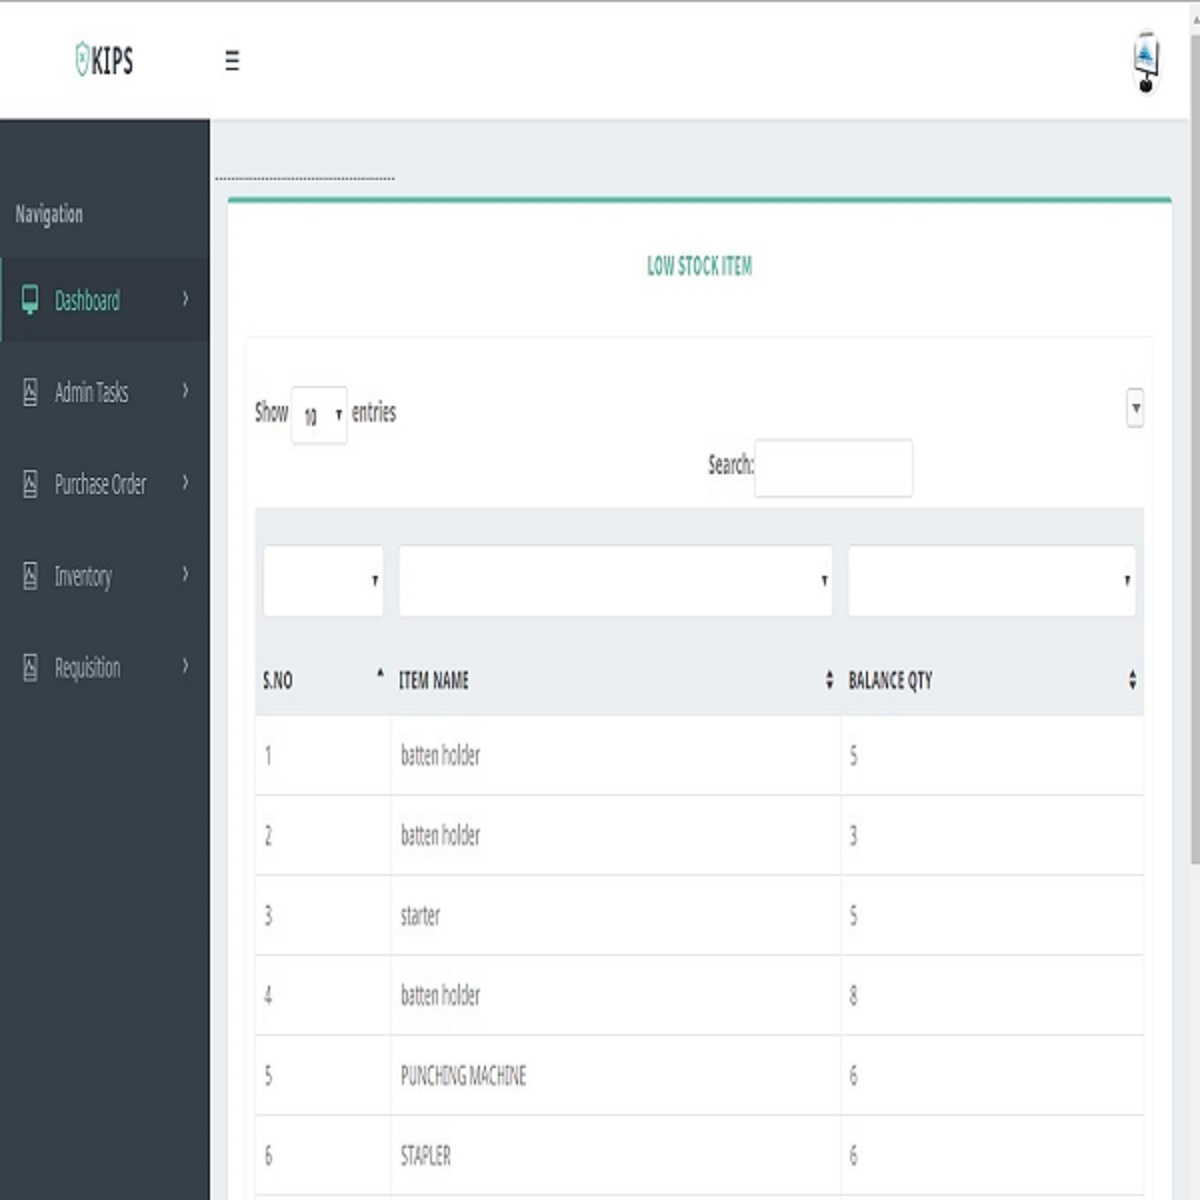 KIPS
Navigation
Dashboard
Admin Tasks
Purchase Order
Inventory
Requisition
LOW STOCK ITEM
Show 10 entries
Search:
S.NO ITEM NAME BALANCE QTY
1 batten holder 5
2 batten holder 3
3 starter 5
4 batten holder 8
5 PUNCHING MACHINE 6
6 STAPLER 6